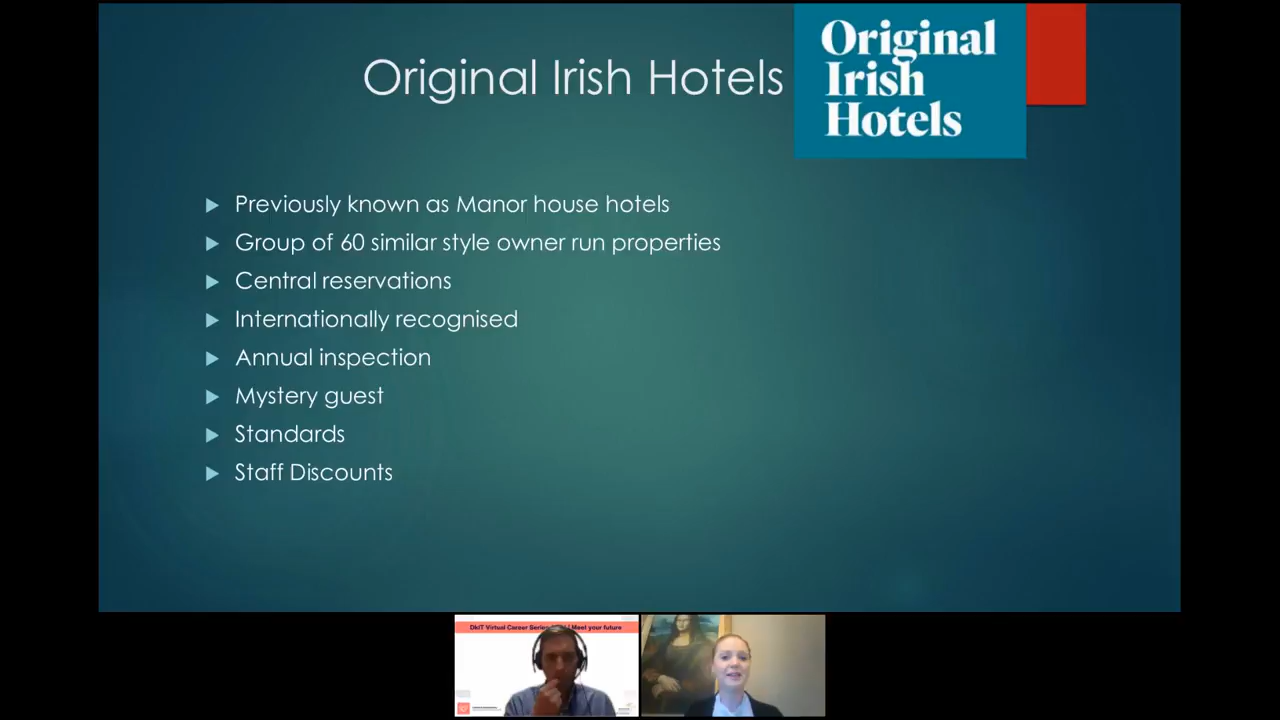 Original Irish Hotels
Original
Irish
Hotels
Previously known as Manor house hotels
Group of 60 similar style owner run properties
Central reservations
Internationally recognised
Annual inspection
Mystery guest
Standards
Staff Discounts
DkIT Virtual Career Series | Meet your future